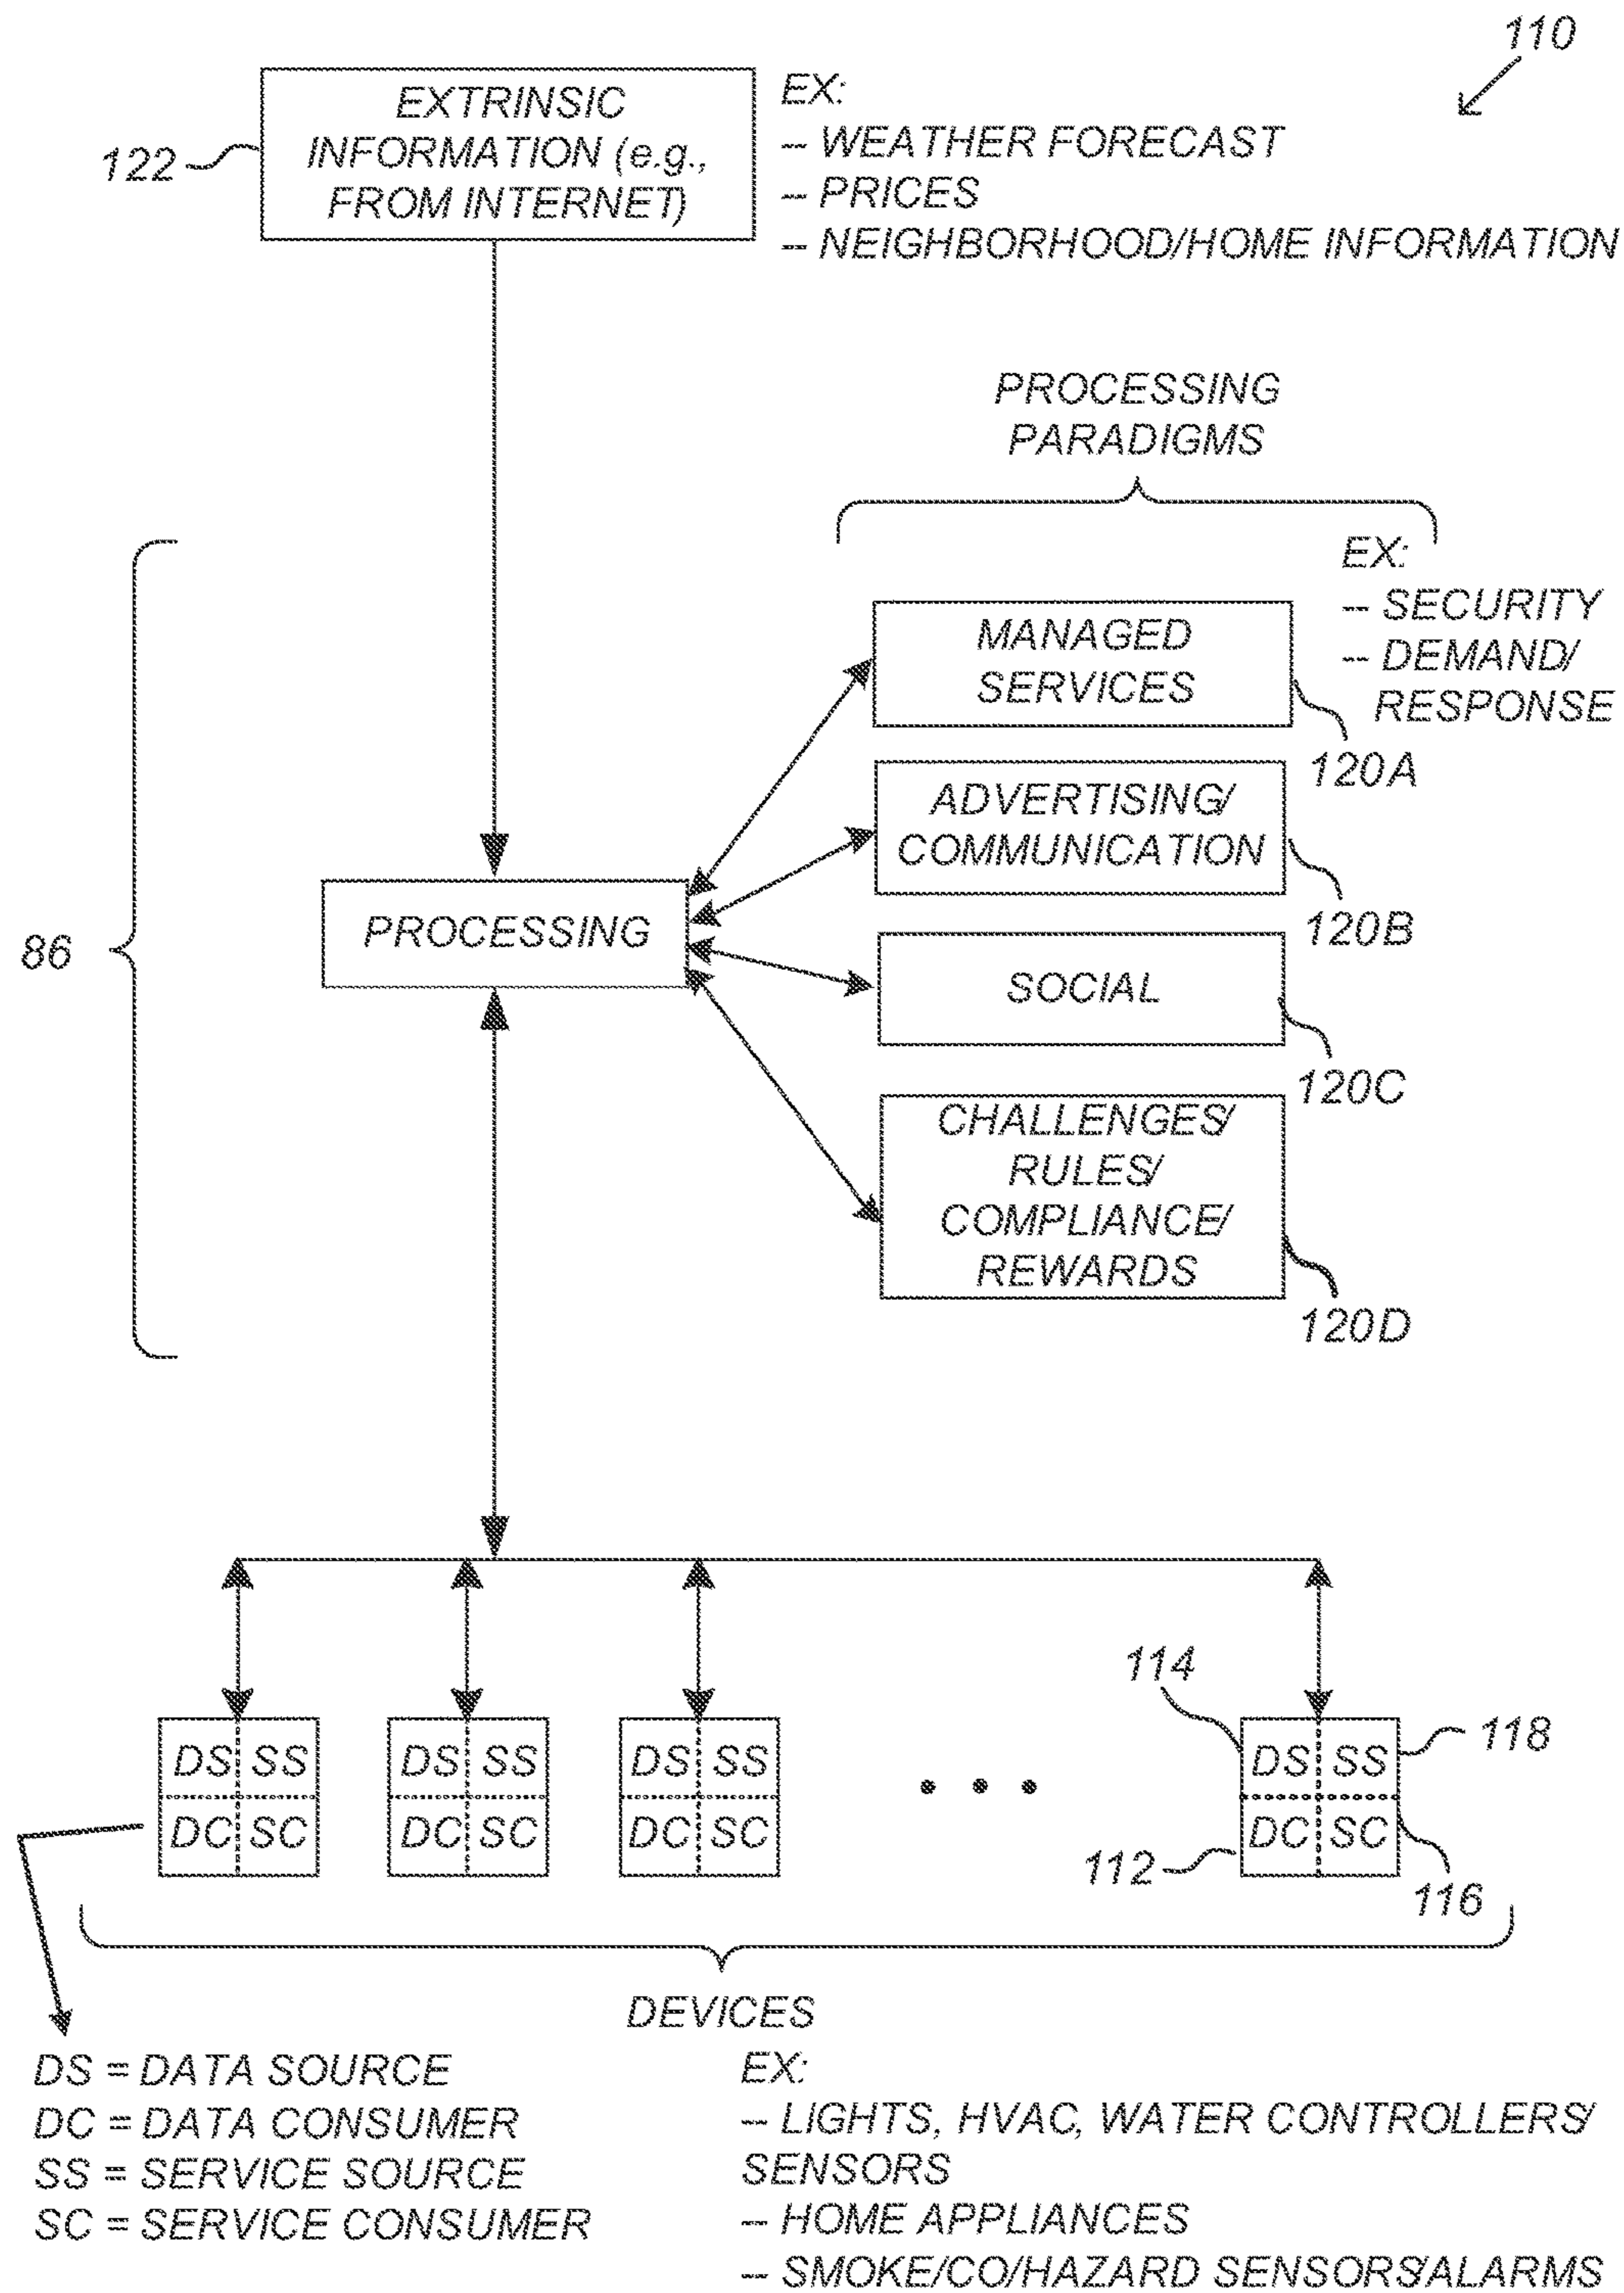 110
EXTRINSIC
INFORMATION (e.g.,
FROM INTERNET)
122
EX:
-- WEATHER FORECAST
-- PRICES
-- NEIGHBORHOOD/HOME INFORMATION
PROCESSING
PARADIGMS
EX:
-- SECURITY
-- DEMAND/
RESPONSE
MANAGED
SERVICES
120A
ADVERTISING/
COMMUNICATION
120B
86
PROCESSING
SOCIAL
120C
CHALLENGES/
RULES/
COMPLIANCE/
REWARDS
120D
114
118
DS SS
DC SC
DS SS
DC SC
DS SS
DC SC
• • •
DS SS
DC SC
112
116
DEVICES
DS = DATA SOURCE
DC = DATA CONSUMER
SS = SERVICE SOURCE
SC = SERVICE CONSUMER
EX:
-- LIGHTS, HVAC, WATER CONTROLLERS/
SENSORS
-- HOME APPLIANCES
-- SMOKE/CO/HAZARD SENSORS/ALARMS